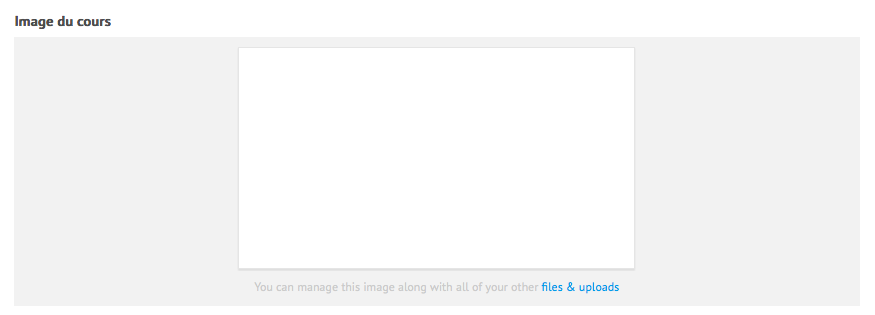 Image du cours
You can manage this image along with all of your other files & uploads